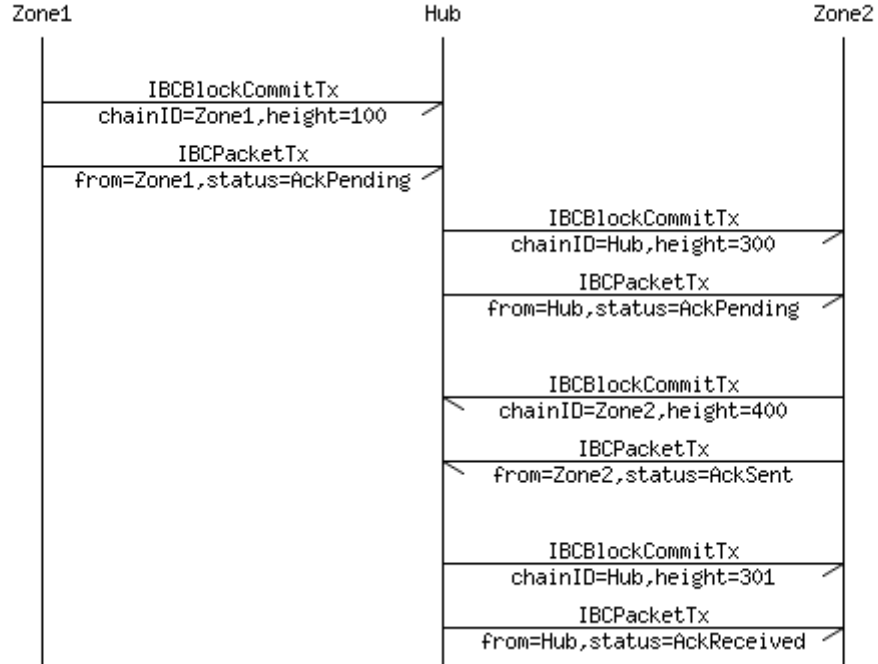 Zone1 Hub Zone2
IBCBlockCommitTx
chainID=Zone1,height=100
IBCPacketTx
from=Zone1,status=AckPending
IBCBlockCommitTx
chainID=Hub,height=300
IBCPacketTx
from=Hub,status=AckPending
IBCBlockCommitTx
chainID=Zone2,height=400
IBCPacketTx
from=Zone2,status=AckSent
IBCBlockCommitTx
chainID=Hub,height=301
IBCPacketTx
from=Hub,status=AckReceived